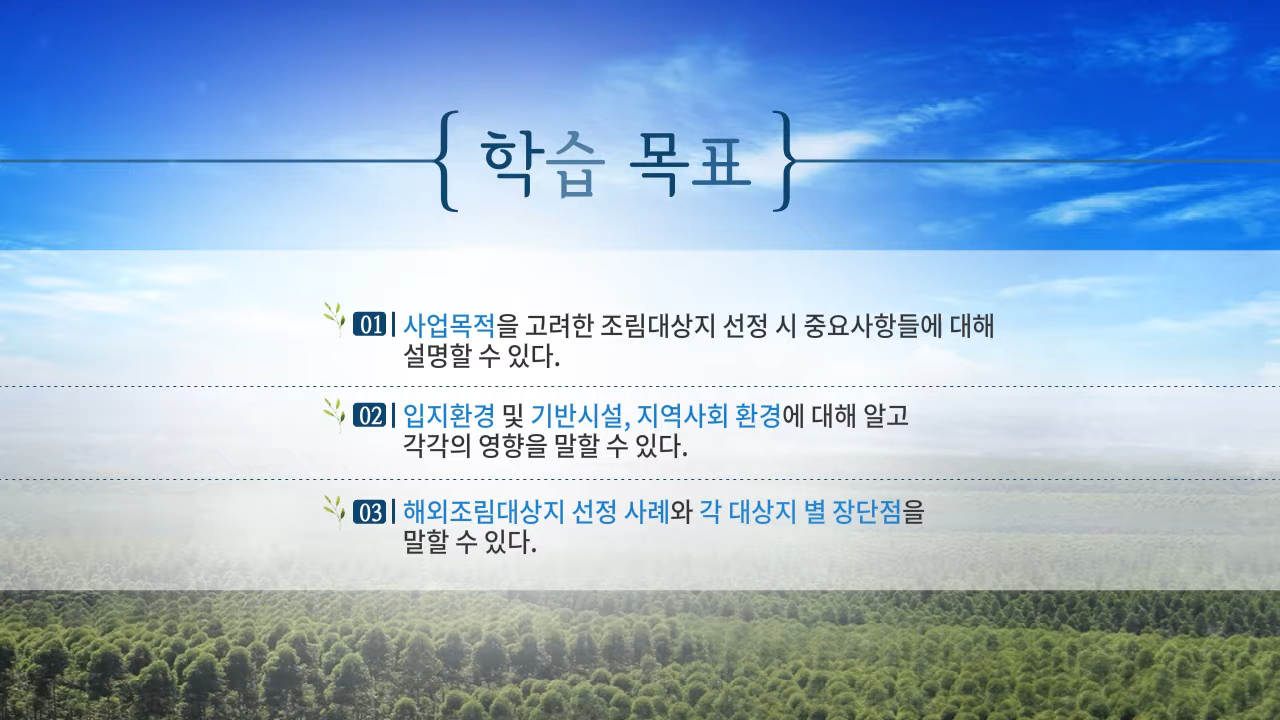 { 학습 목표 }
01 | 사업목적을 고려한 조림대상지 선정 시 중요사항들에 대해
설명할 수 있다.
02 | 입지환경 및 기반시설, 지역사회 환경에 대해 알고
각각의 영향을 말할 수 있다.
03 | 해외조림대상지 선정 사례와 각 대상지 별 장단점을
말할 수 있다.